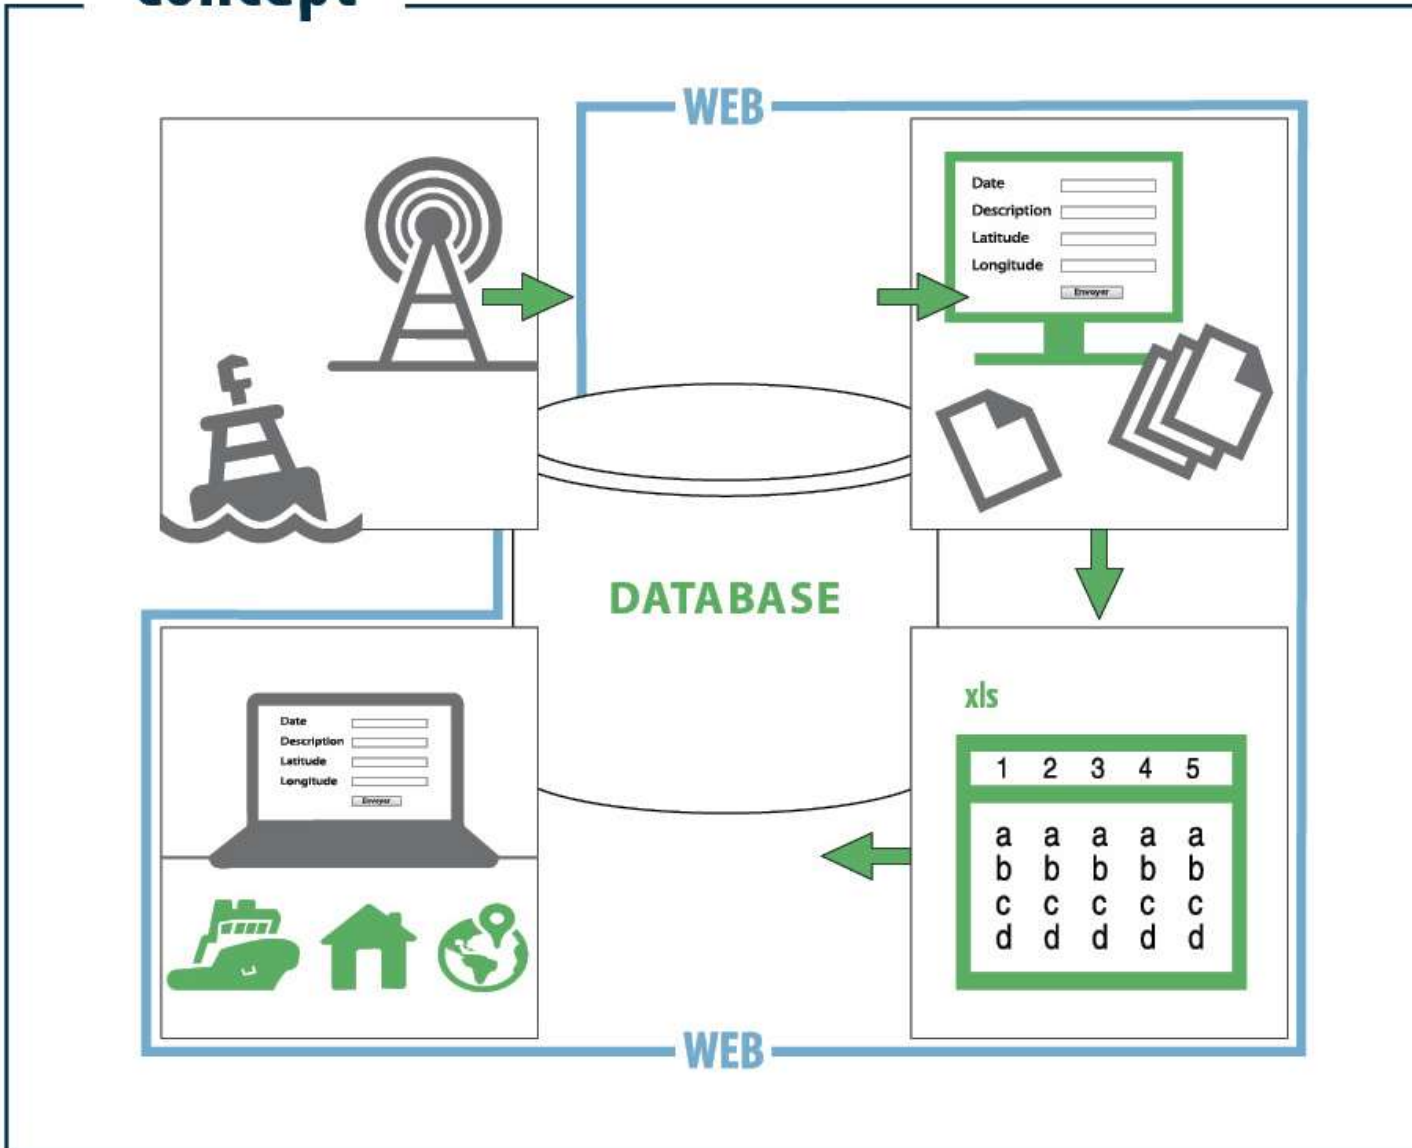 Concept
WEB
Date
Description
Latitude
Longitude
Envoyer
DATABASE
Date
Description
Latitude
Longitude
Envoyer
xls
1 2 3 4 5
a a a a a
b b b b b
c c c c c
d d d d d
WEB